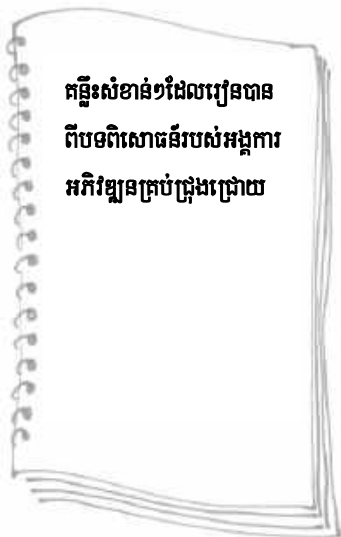 គន្លឹះសំខាន់ៗដែលរៀនបាន
ពីបទពិសោធន៍របស់អង្គការ
អភិវឌ្ឍនគ្រប់ជ្រុងជ្រោយ